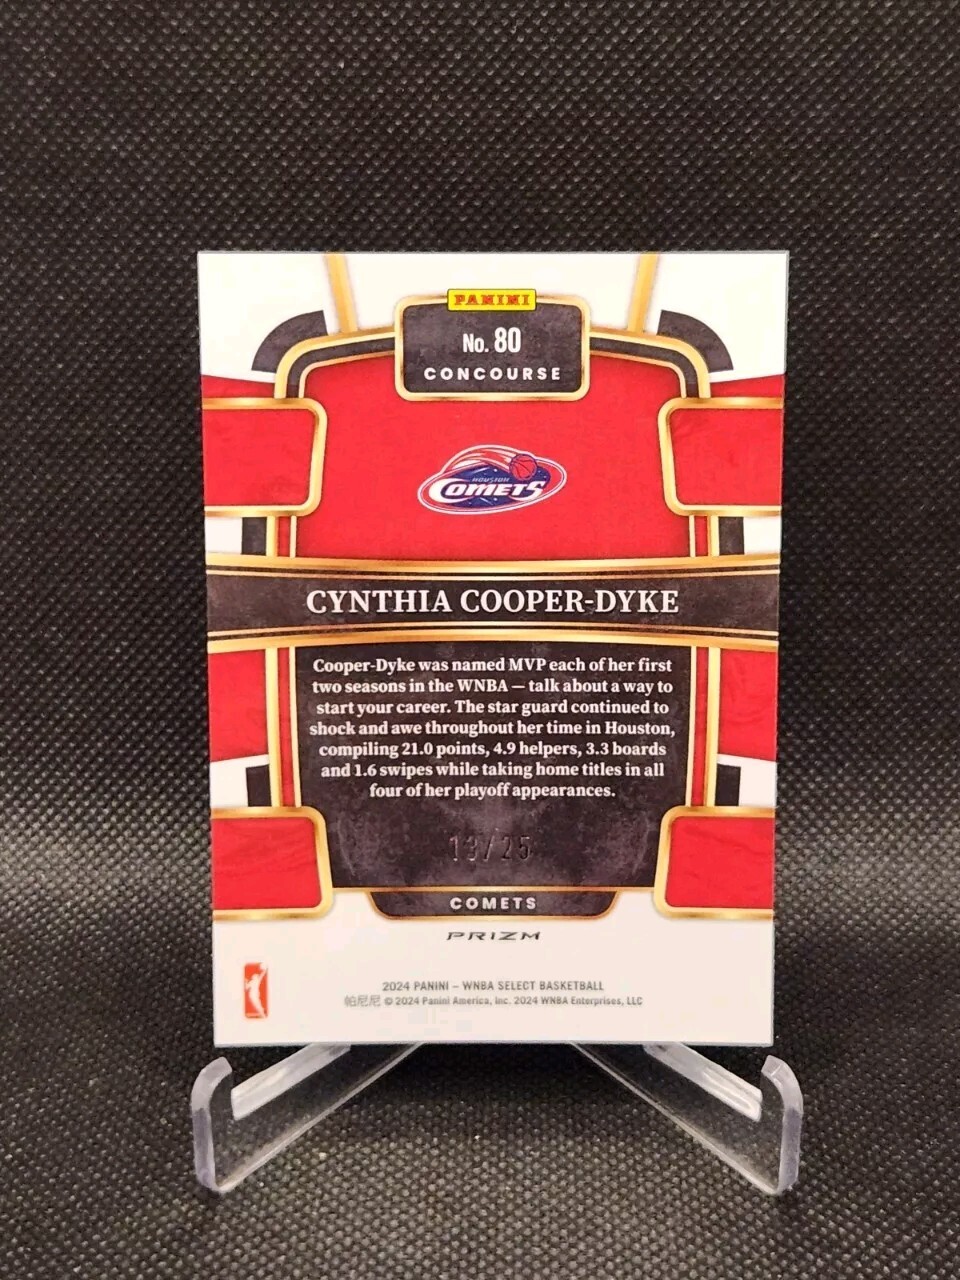 PANINI
No. 80
CONCOURSE
HOUSTON
COMETS
CYNTHIA COOPER-DYKE
Cooper-Dyke was named MVP each of her first
two seasons in the WNBA — talk about a way to
start your career. The star guard continued to
shock and awe throughout her time in Houston,
compiling 21.0 points, 4.9 helpers, 3.3 boards
and 1.6 swipes while taking home titles in all
four of her playoff appearances.
13/25
COMETS
PRIZM
2024 PANINI – WNBA SELECT BASKETBALL
帕尼尼 © 2024 Panini America, Inc. 2024 WNBA Enterprises, LLC